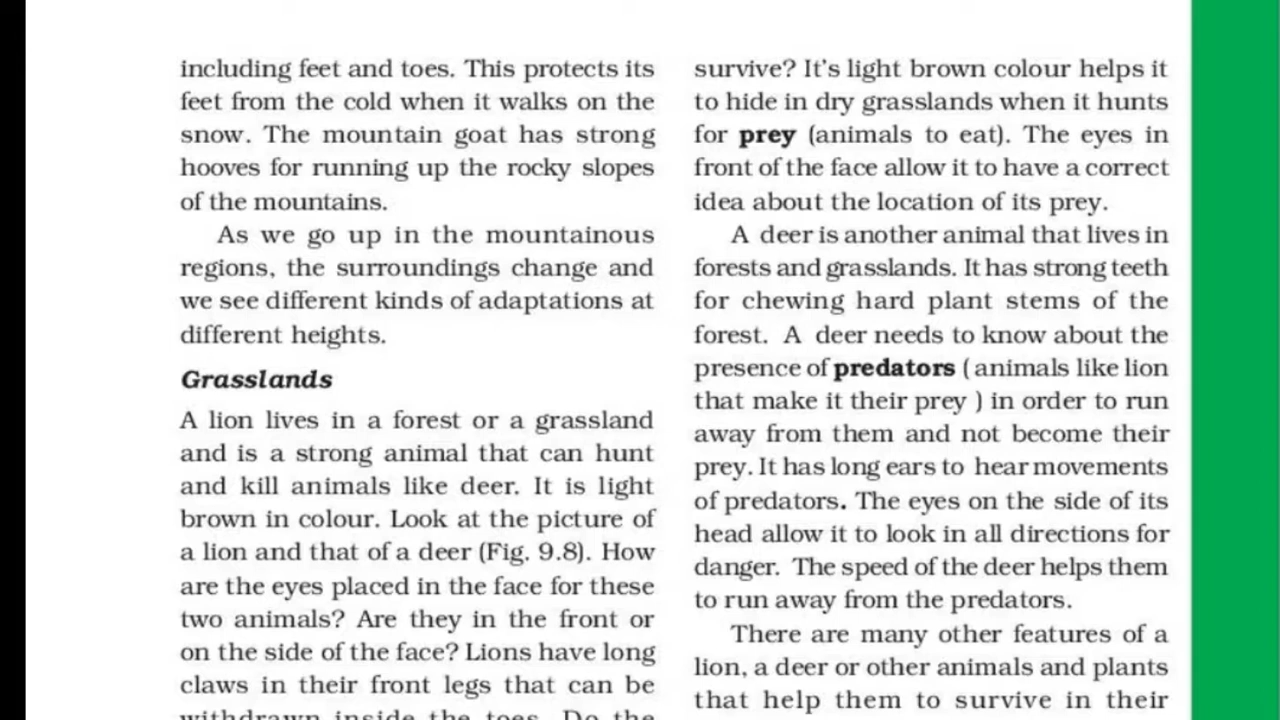 including feet and toes. This protects its
feet from the cold when it walks on the
snow. The mountain goat has strong
hooves for running up the rocky slopes
of the mountains.
As we go up in the mountainous
regions, the surroundings change and
we see different kinds of adaptations at
different heights.
Grasslands
A lion lives in a forest or a grassland
and is a strong animal that can hunt
and kill animals like deer. It is light
brown in colour. Look at the picture of
a lion and that of a deer (Fig. 9.8). How
are the eyes placed in the face for these
two animals? Are they in the front or
on the side of the face? Lions have long
claws in their front legs that can be
withdrawn inside the toes. Do the
survive? It's light brown colour helps it
to hide in dry grasslands when it hunts
for prey (animals to eat). The eyes in
front of the face allow it to have a correct
idea about the location of its prey.
A deer is another animal that lives in
forests and grasslands. It has strong teeth
for chewing hard plant stems of the
forest. A deer needs to know about the
presence of predators ( animals like lion
that make it their prey ) in order to run
away from them and not become their
prey. It has long ears to hear movements
of predators. The eyes on the side of its
head allow it to look in all directions for
danger. The speed of the deer helps them
to run away from the predators.
There are many other features of a
lion, a deer or other animals and plants
that help them to survive in their